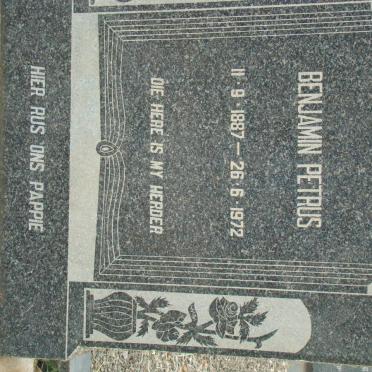 BENJAMIN PETRUS
11·9·1887 — 26·6·1972
DIE HERE IS MY HERDER
HIER RUS ONS PAPPIE